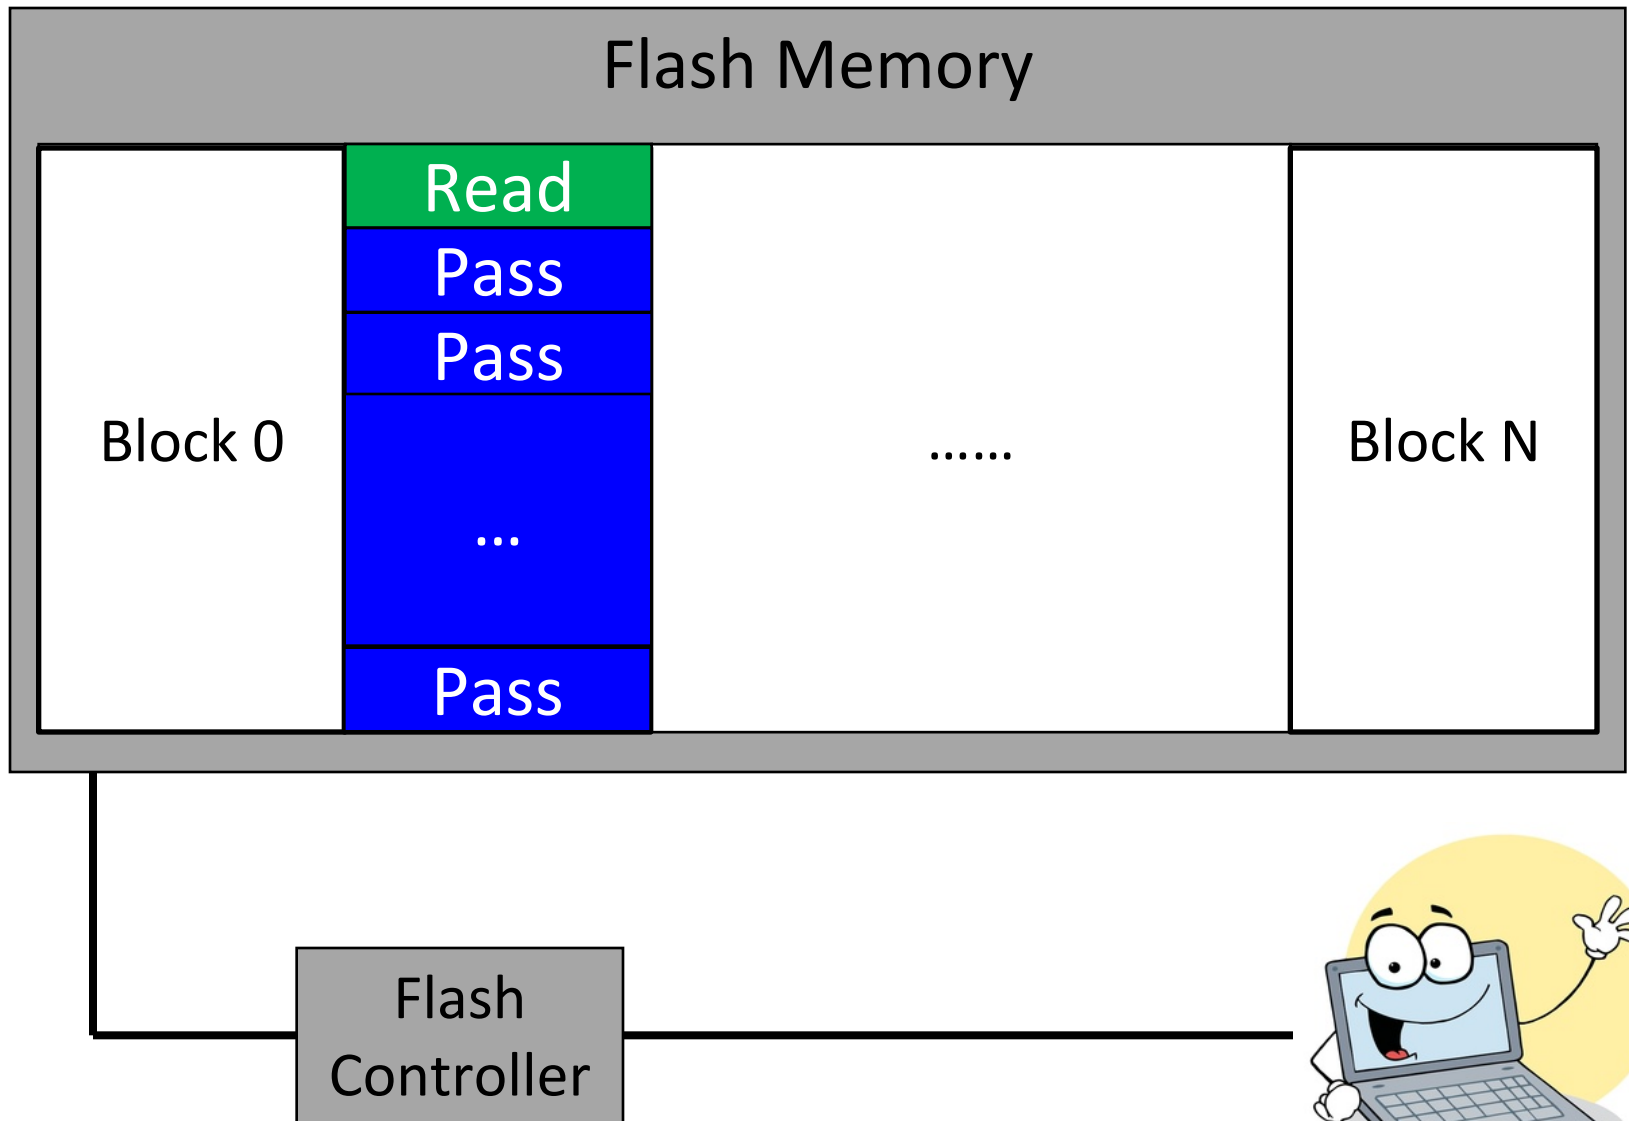 Flash Memory
Read
Pass
Pass
Block 0
……
Block N
…
Pass
Flash
Controller